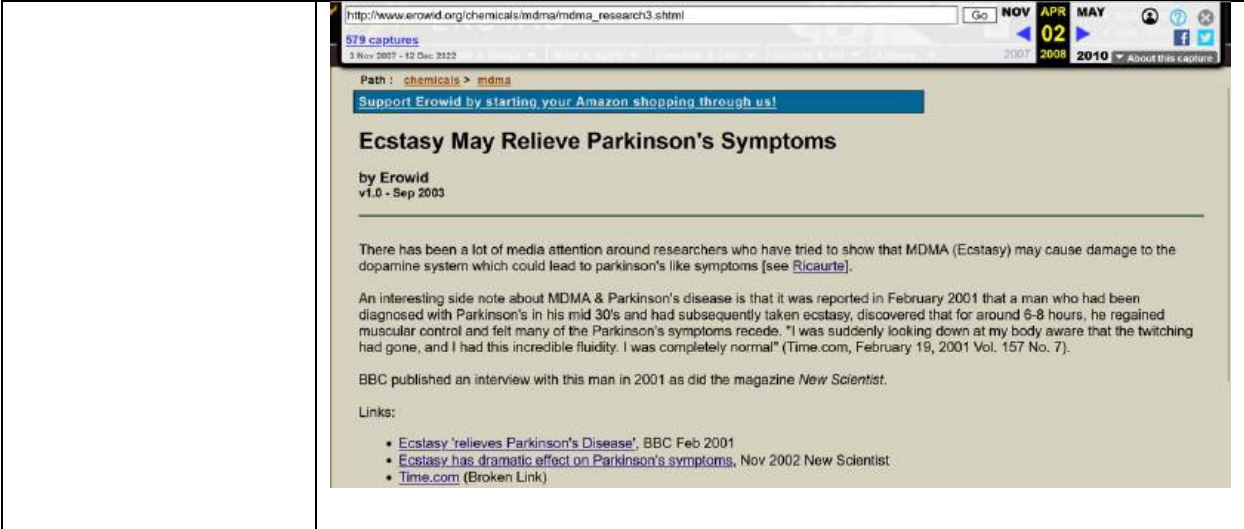 http://www.erowid.org/chemicals/mdma/mdma_research3.shtml Go NOV APR MAY
579 captures 02
3 Nov 2007 - 12 Dec 2022 2007 2008 2010 About this capture
Path : chemicals > mdma
Support Erowid by starting your Amazon shopping through us!
Ecstasy May Relieve Parkinson's Symptoms
by Erowid
v1.0 - Sep 2003
There has been a lot of media attention around researchers who have tried to show that MDMA (Ecstasy) may cause damage to the
dopamine system which could lead to parkinson's like symptoms [see Ricaurte].
An interesting side note about MDMA & Parkinson's disease is that it was reported in February 2001 that a man who had been
diagnosed with Parkinson's in his mid 30's and had subsequently taken ecstasy, discovered that for around 6-8 hours, he regained
muscular control and felt many of the Parkinson's symptoms recede. "I was suddenly looking down at my body aware that the twitching
had gone, and I had this incredible fluidity. I was completely normal" (Time.com, February 19, 2001 Vol. 157 No. 7).
BBC published an interview with this man in 2001 as did the magazine New Scientist.
Links:
• Ecstasy 'relieves Parkinson's Disease', BBC Feb 2001
• Ecstasy has dramatic effect on Parkinson's symptoms, Nov 2002 New Scientist
• Time.com (Broken Link)